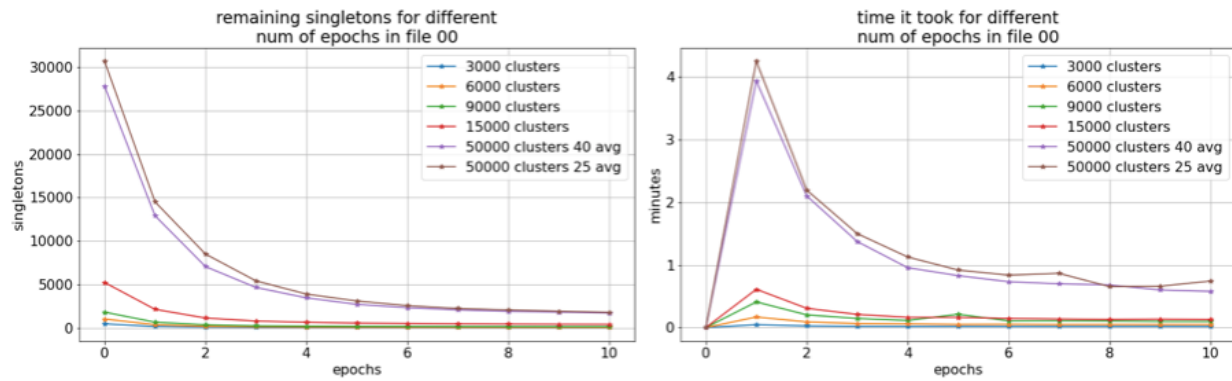 remaining singletons for different
num of epochs in file 00
singletons
30000
25000
20000
15000
10000
5000
0
3000 clusters
6000 clusters
9000 clusters
15000 clusters
50000 clusters 40 avg
50000 clusters 25 avg
0 2 4 6 8 10
epochs
time it took for different
num of epochs in file 00
minutes
4
3
2
1
0
3000 clusters
6000 clusters
9000 clusters
15000 clusters
50000 clusters 40 avg
50000 clusters 25 avg
0 2 4 6 8 10
epochs